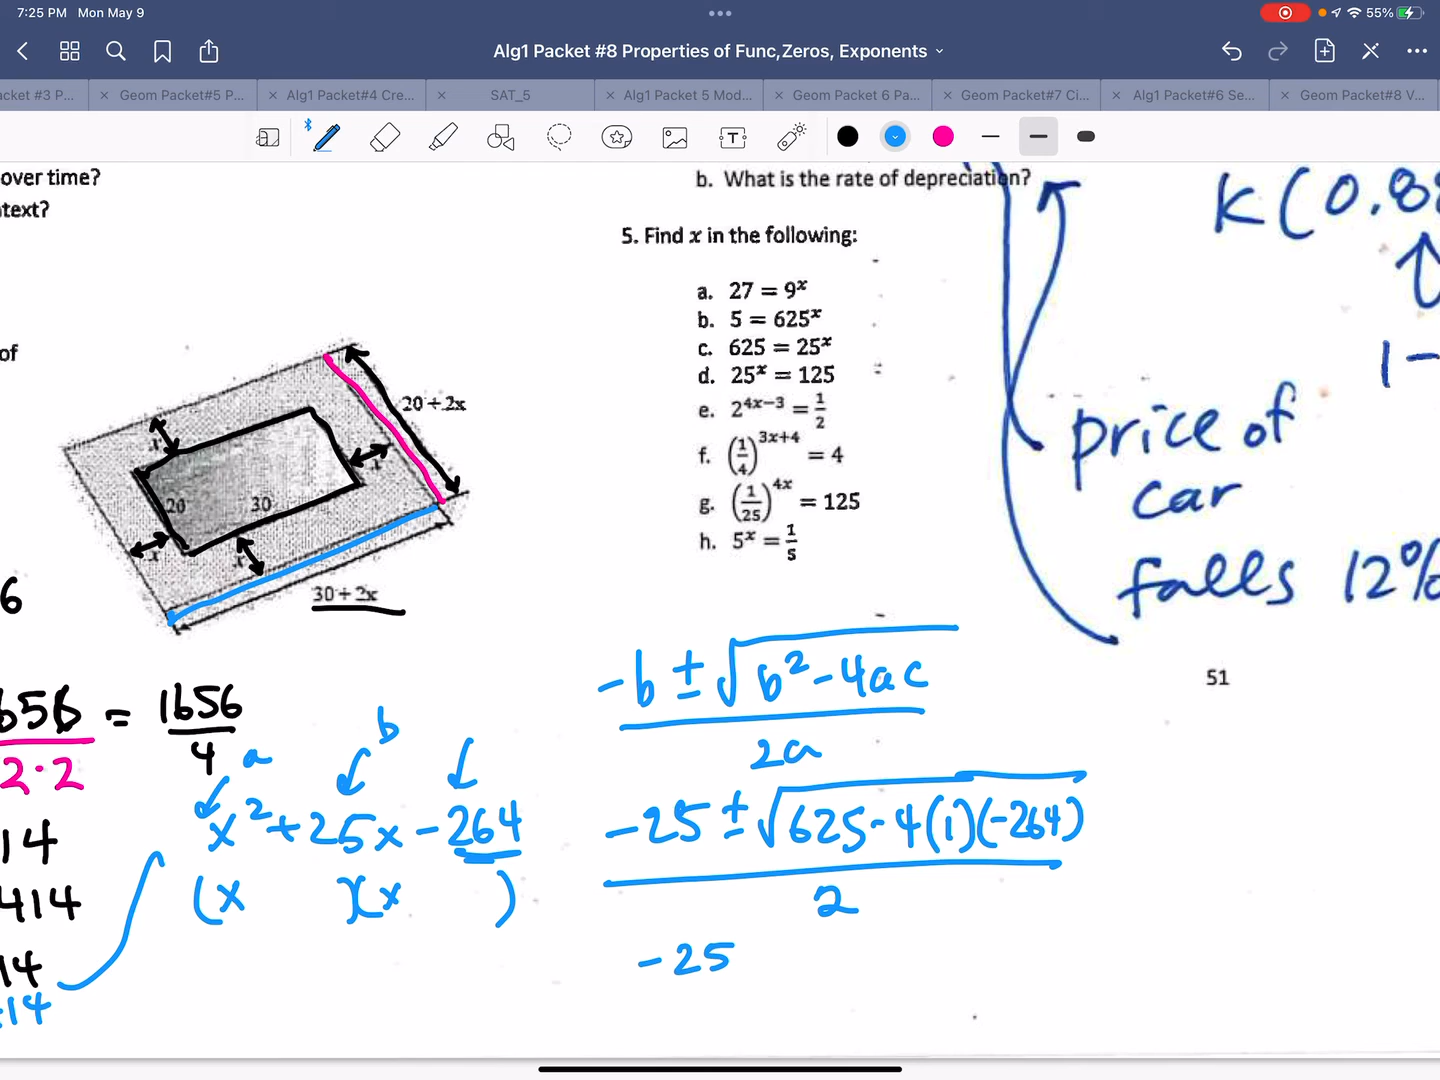 7:25 PM Mon May 9
55%
Alg1 Packet #8 Properties of Func,Zeros, Exponents
acket #3 P...
Geom Packet#5 P...
Alg1 Packet#4 Cre...
SAT_5
Alg1 Packet 5 Mod...
Geom Packet 6 Pa...
Geom Packet#7 Ci...
Alg1 Packet#6 Se...
Geom Packet#8 V...
over time?
text?
of
b. What is the rate of depreciation?
5. Find x in the following:
a. 27 = 9^x
b. 5 = 625^x
c. 625 = 25^x
d. 25^x = 125
e. 2^{4x-3} = 1/2
f. (1/4)^{3x+4} = 4
g. (1/25)^{4x} = 125
h. 5^x = 1/5
20 + 2x
x
x
20
30
x
x
30 + 2x
K(0.88
1 -
price of
car
falls 12%
51
6
656 / 2·2 = 1656 / 4
14
414
14
14
a
b
x² + 25x - 264
(x )(x )
-b ± √b² - 4ac
2a
-25 ± √625 - 4(1)(-264)
2
-25